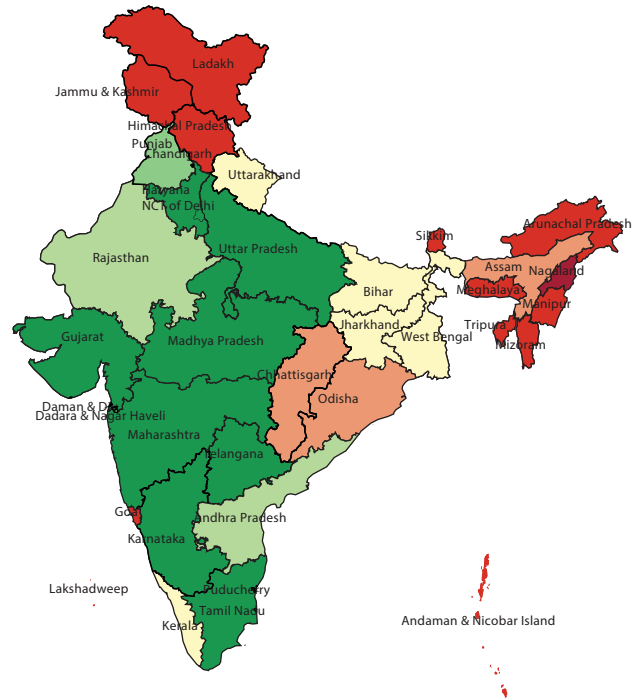 Ladakh
Jammu & Kashmir
Himachal Pradesh
Punjab
Chandigarh
Uttarakhand
Haryana
NCT of Delhi
Arunachal Pradesh
Sikkim
Uttar Pradesh
Rajasthan
Assam
Nagaland
Bihar
Meghalaya
Manipur
Jharkhand
Tripura
Gujarat
Madhya Pradesh
West Bengal
Mizoram
Chhattisgarh
Odisha
Daman & Diu
Dadara & Nagar Haveli
Maharashtra
Telangana
Goa
Andhra Pradesh
Karnataka
Lakshadweep
Puducherry
Tamil Nadu
Andaman & Nicobar Island
Kerala